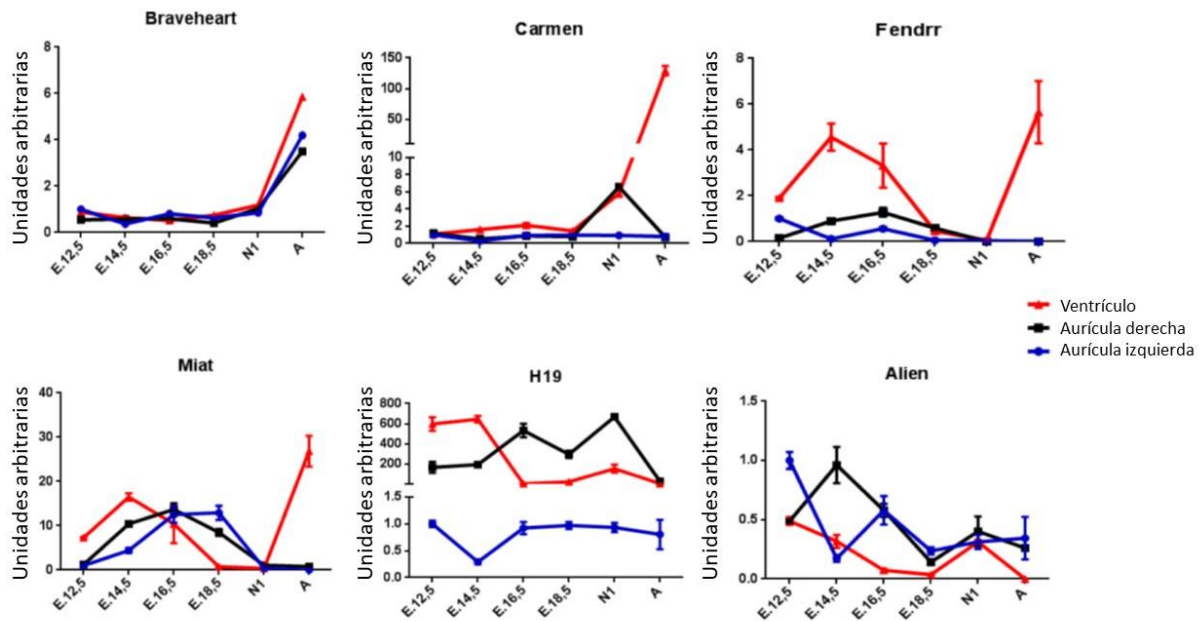 Braveheart
Unidades arbitrarias
8
6
4
2
0
E.12,5
E.14,5
E.16,5
E.18,5
N1
A
Carmen
Unidades arbitrarias
150
100
50
10
8
6
4
2
0
E.12,5
E.14,5
E.16,5
E.18,5
N1
A
Fendrr
Unidades arbitrarias
8
6
4
2
0
E.12,5
E.14,5
E.16,5
E.18,5
N1
A
Ventrículo
Aurícula derecha
Aurícula izquierda
Miat
Unidades arbitrarias
40
30
20
10
0
E.12,5
E.14,5
E.16,5
E.18,5
N1
A
H19
Unidades arbitrarias
800
600
400
200
1.5
1.0
0.5
0.0
E.12,5
E.14,5
E.16,5
E.18,5
N1
A
Alien
Unidades arbitrarias
1.5
1.0
0.5
0.0
E.12,5
E.14,5
E.16,5
E.18,5
N1
A